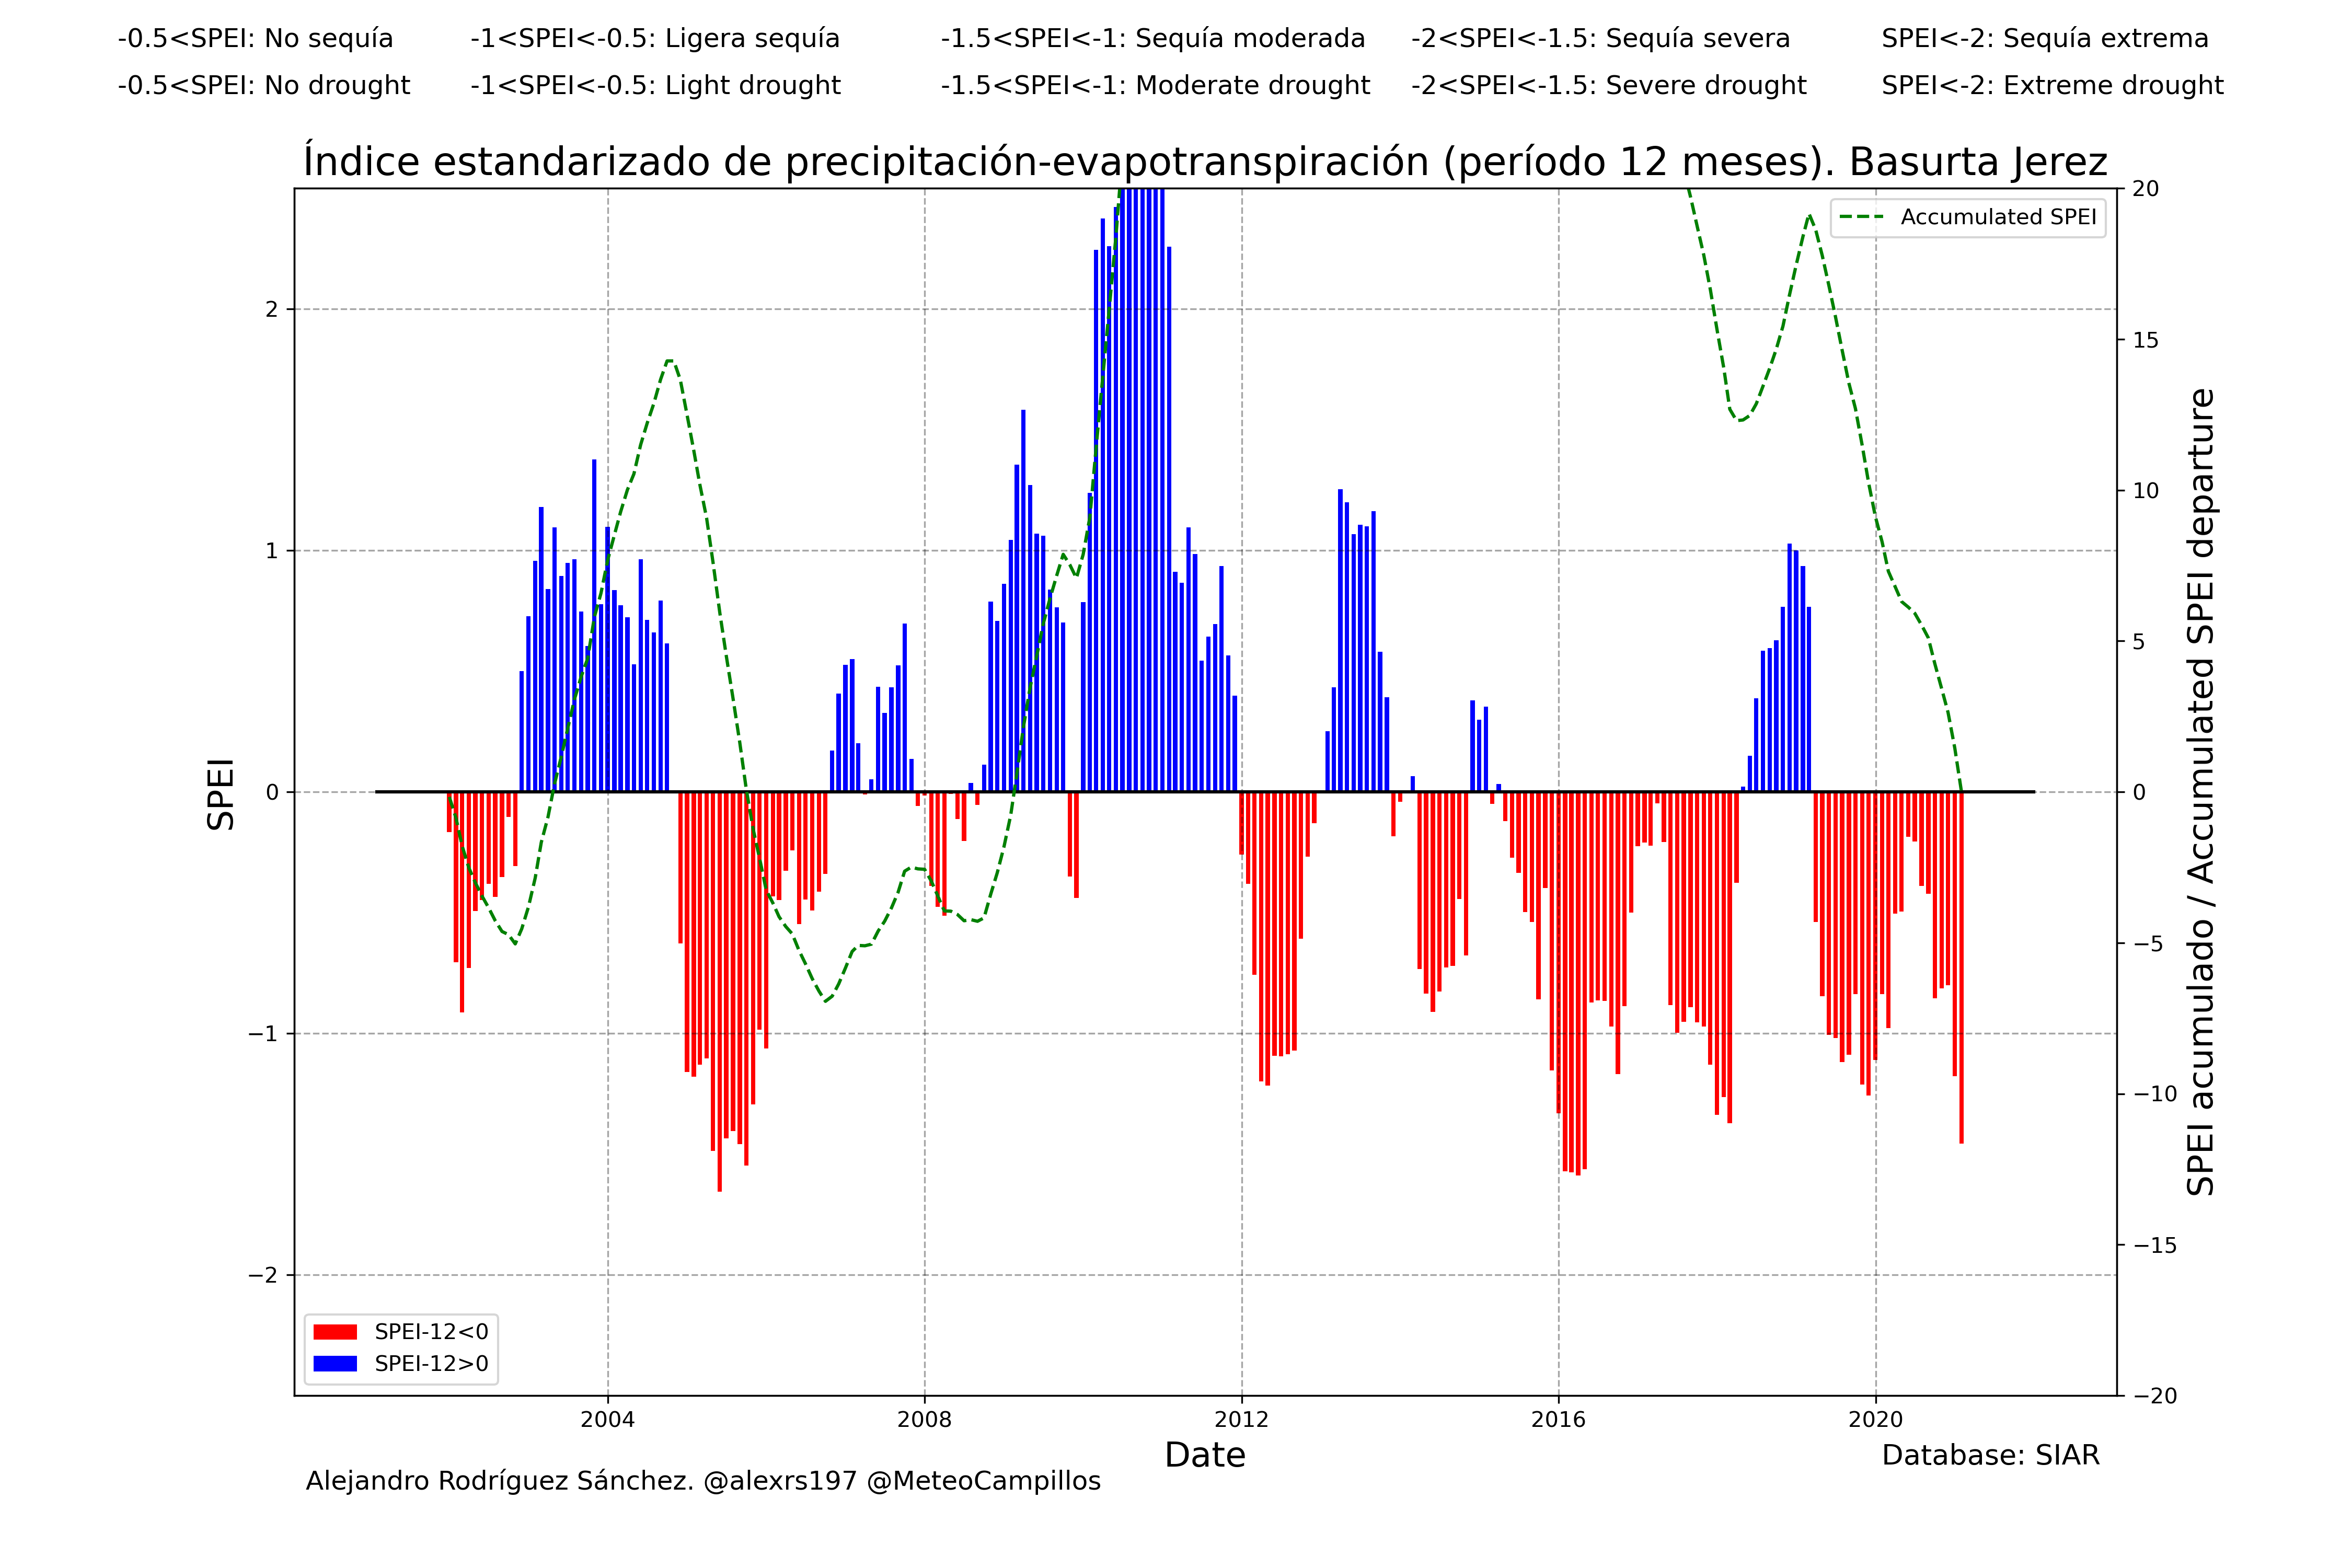 -0.5<SPEI: No sequía -1<SPEI<-0.5: Ligera sequía -1.5<SPEI<-1: Sequía moderada -2<SPEI<-1.5: Sequía severa SPEI<-2: Sequía extrema
-0.5<SPEI: No drought -1<SPEI<-0.5: Light drought -1.5<SPEI<-1: Moderate drought -2<SPEI<-1.5: Severe drought SPEI<-2: Extreme drought
Índice estandarizado de precipitación-evapotranspiración (período 12 meses). Basurta Jerez
Accumulated SPEI
SPEI
2
1
0
−1
−2
20
15
10
5
0
−5
−10
−15
−20
SPEI acumulado / Accumulated SPEI departure
SPEI-12<0
SPEI-12>0
2004 2008 2012 2016 2020
Date
Database: SIAR
Alejandro Rodríguez Sánchez. @alexrs197 @MeteoCampillos